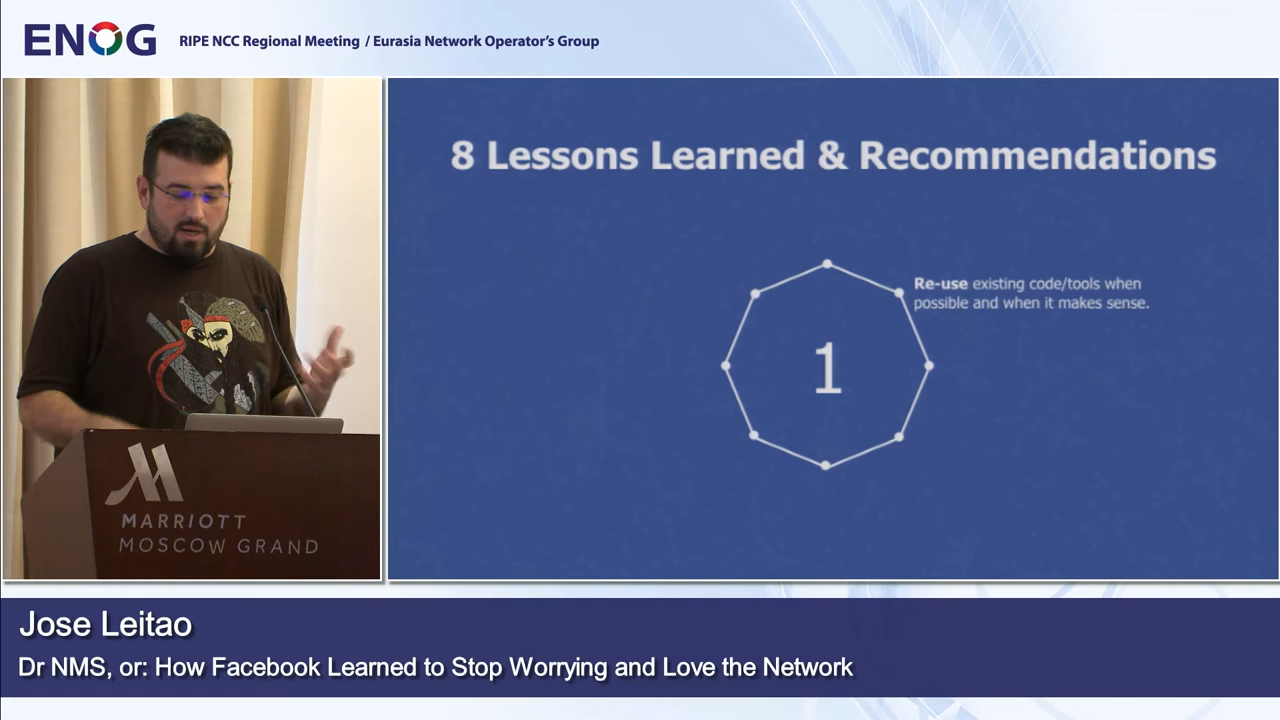 ENOG
RIPE NCC Regional Meeting / Eurasia Network Operator's Group
8 Lessons Learned & Recommendations
Re-use existing code/tools when
possible and when it makes sense.
1
MARRIOTT
MOSCOW GRAND
Jose Leitao
Dr NMS, or: How Facebook Learned to Stop Worrying and Love the Network